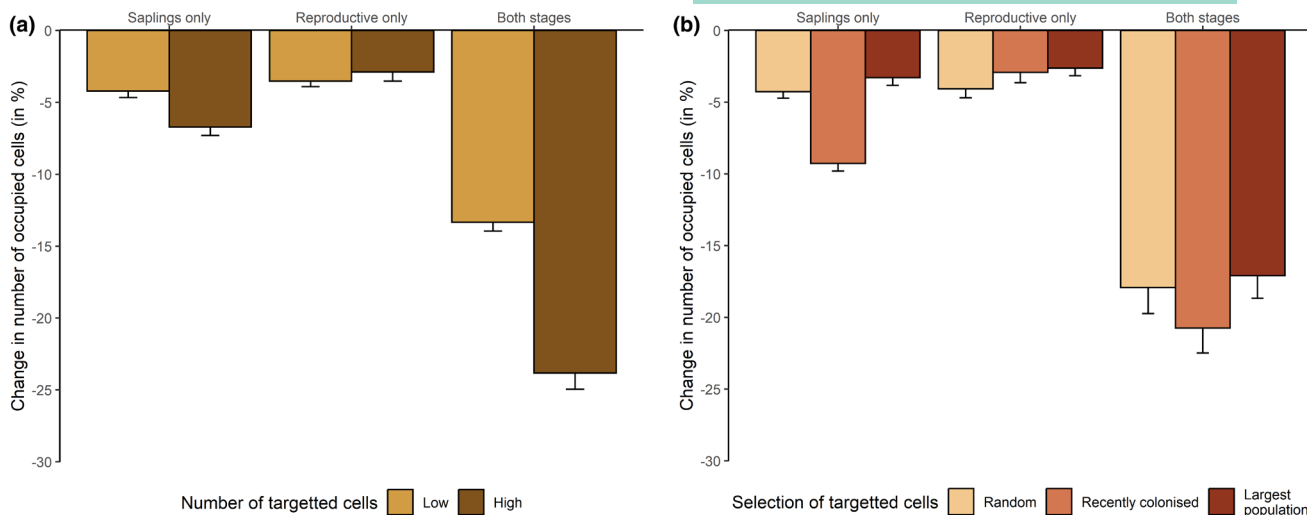 (a)
Saplings only Reproductive only Both stages
0
-5
-10
-15
-20
-25
-30
Change in number of occupied cells (in %)
Number of targetted cells Low High
(b)
Saplings only Reproductive only Both stages
0
-5
-10
-15
-20
-25
-30
Change in number of occupied cells (in %)
Selection of targetted cells Random Recently colonised Largest
population